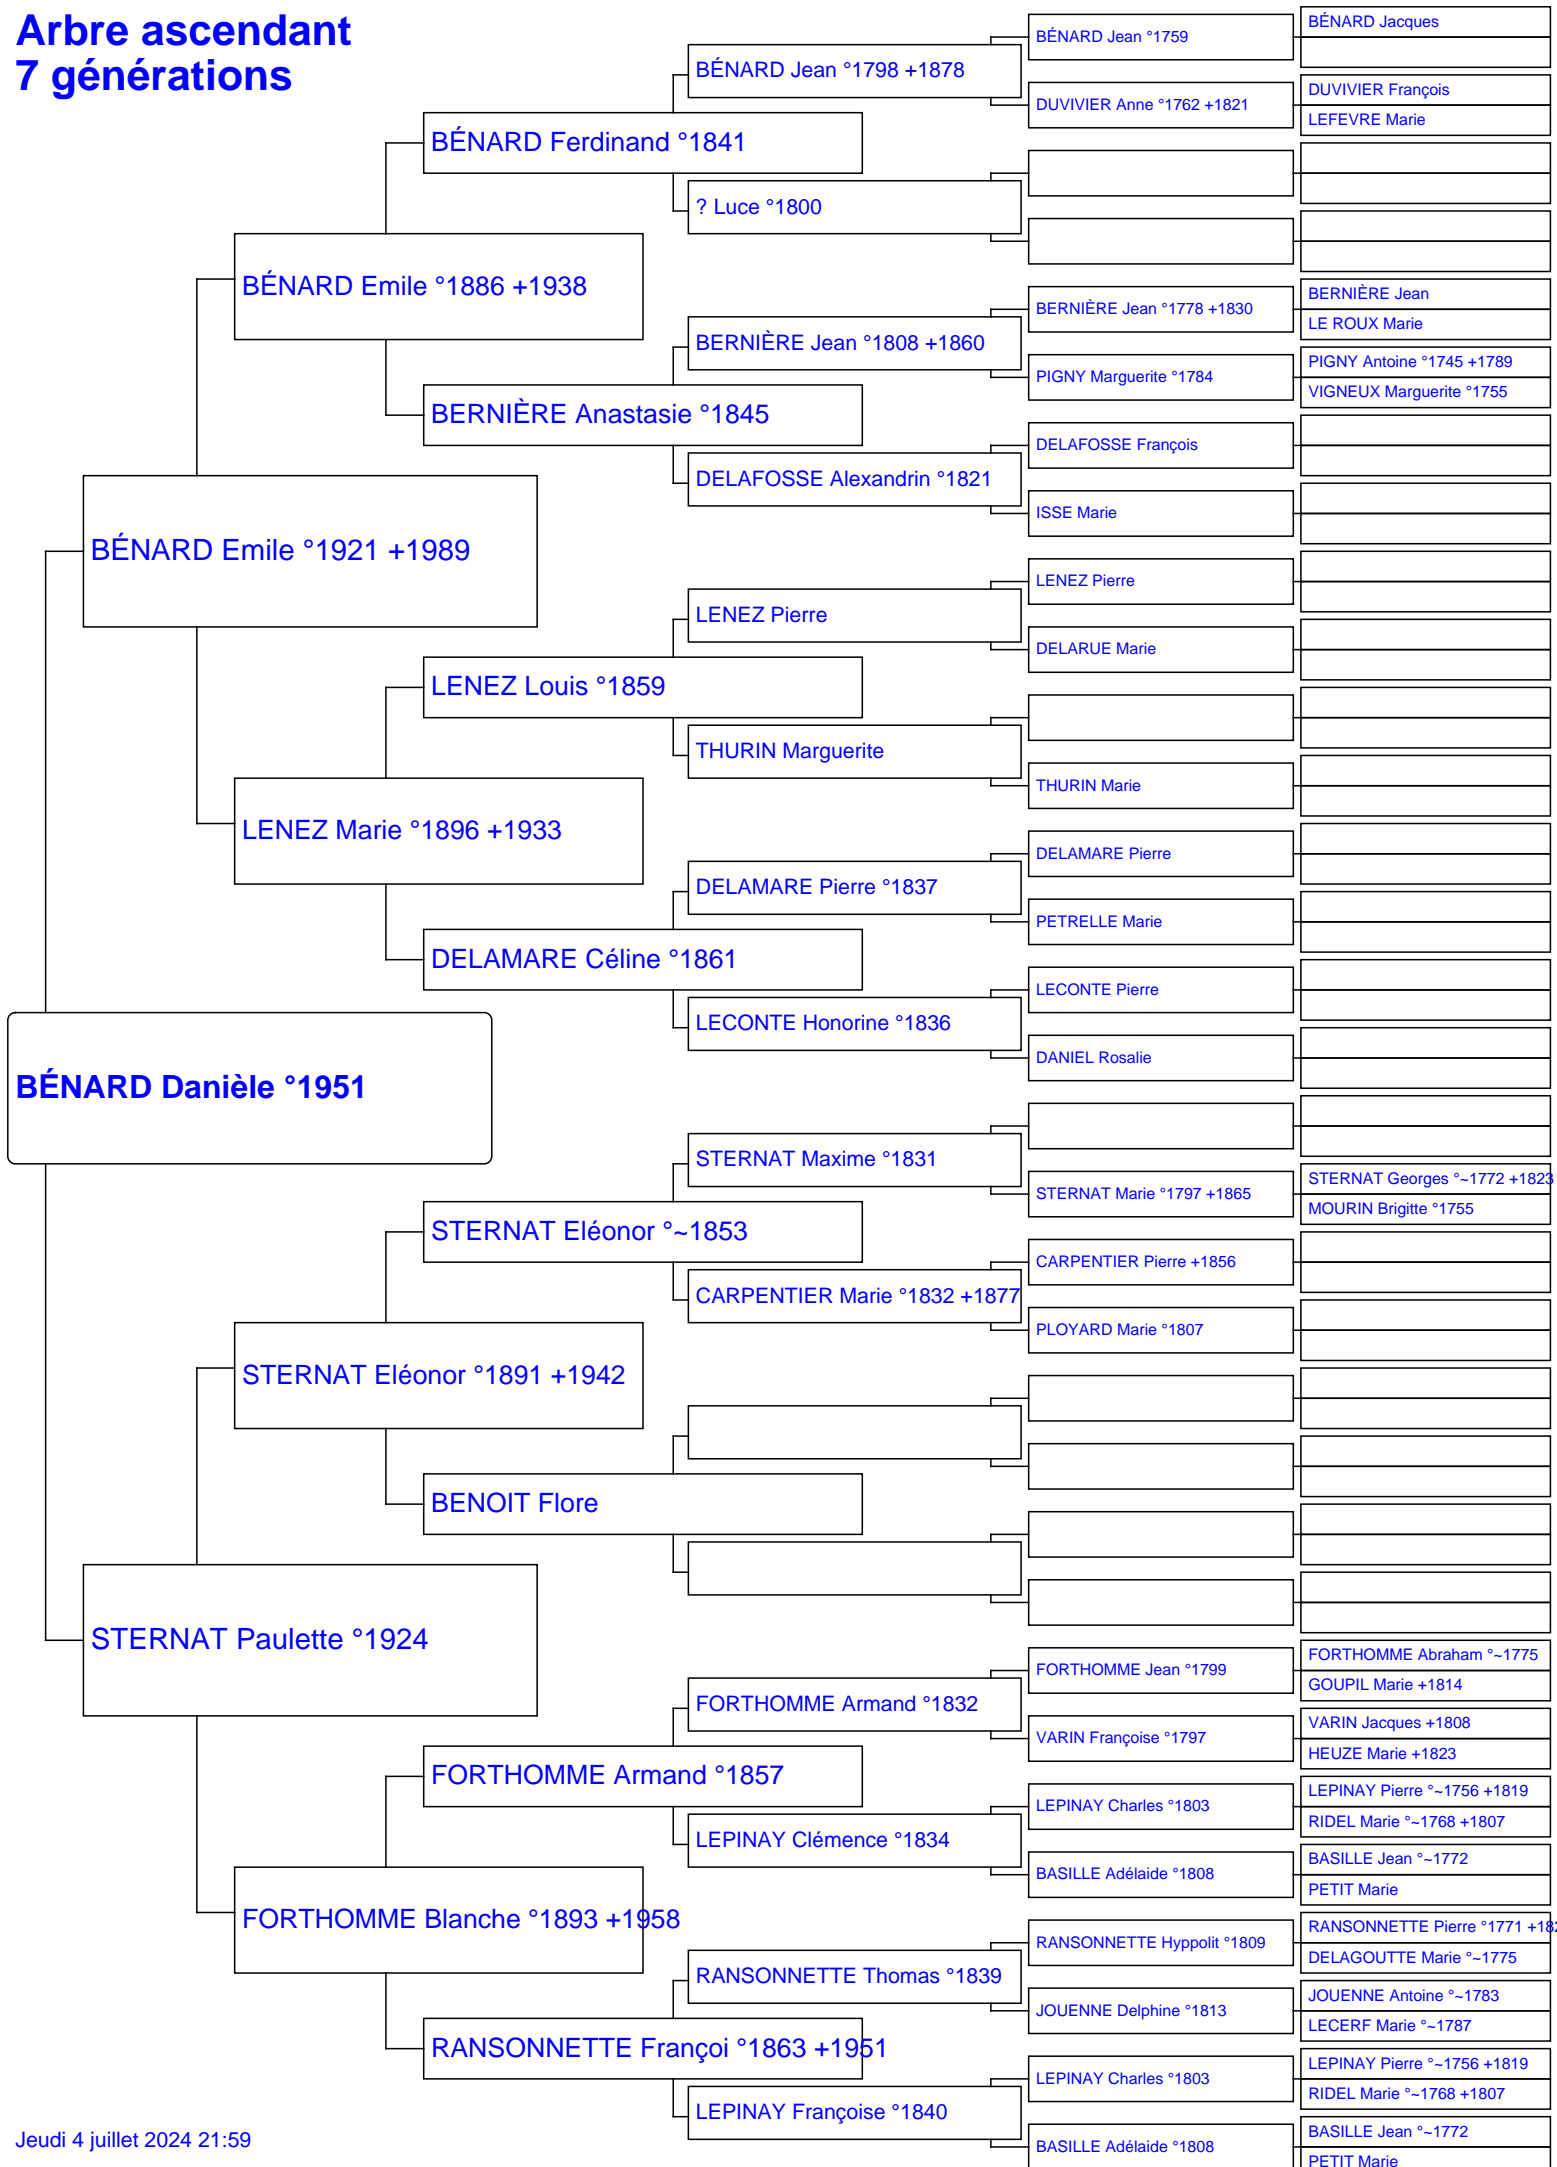 Arbre ascendant
7 générations
BÉNARD Danièle °1951
BÉNARD Emile °1921 +1989
STERNAT Paulette °1924
BÉNARD Emile °1886 +1938
LENEZ Marie °1896 +1933
STERNAT Eléonor °1891 +1942
FORTHOMME Blanche °1893 +1958
BÉNARD Ferdinand °1841
BERNIÈRE Anastasie °1845
LENEZ Louis °1859
DELAMARE Céline °1861
STERNAT Eléonor °~1853
BENOIT Flore
FORTHOMME Armand °1857
RANSONNETTE Françoi °1863 +1951
BÉNARD Jean °1798 +1878
? Luce °1800
BERNIÈRE Jean °1808 +1860
DELAFOSSE Alexandrin °1821
LENEZ Pierre
THURIN Marguerite
DELAMARE Pierre °1837
LECONTE Honorine °1836
STERNAT Maxime °1831
CARPENTIER Marie °1832 +1877
FORTHOMME Armand °1832
LEPINAY Clémence °1834
RANSONNETTE Thomas °1839
LEPINAY Françoise °1840
BÉNARD Jean °1759
DUVIVIER Anne °1762 +1821
BERNIÈRE Jean °1778 +1830
PIGNY Marguerite °1784
DELAFOSSE François
ISSE Marie
LENEZ Pierre
DELARUE Marie
THURIN Marie
DELAMARE Pierre
PETRELLE Marie
LECONTE Pierre
DANIEL Rosalie
STERNAT Marie °1797 +1865
CARPENTIER Pierre +1856
PLOYARD Marie °1807
FORTHOMME Jean °1799
VARIN Françoise °1797
LEPINAY Charles °1803
BASILLE Adélaide °1808
RANSONNETTE Hyppolit °1809
JOUENNE Delphine °1813
LEPINAY Charles °1803
BASILLE Adélaide °1808
BÉNARD Jacques
DUVIVIER François
LEFEVRE Marie
BERNIÈRE Jean
LE ROUX Marie
PIGNY Antoine °1745 +1789
VIGNEUX Marguerite °1755
STERNAT Georges °~1772 +1823
MOURIN Brigitte °1755
FORTHOMME Abraham °~1775
GOUPIL Marie +1814
VARIN Jacques +1808
HEUZE Marie +1823
LEPINAY Pierre °~1756 +1819
RIDEL Marie °~1768 +1807
BASILLE Jean °~1772
PETIT Marie
RANSONNETTE Pierre °1771
DELAGOUTTE Marie °~1775
JOUENNE Antoine °~1783
LECERF Marie °~1787
LEPINAY Pierre °~1756 +1819
RIDEL Marie °~1768 +1807
BASILLE Jean °~1772
PETIT Marie
Jeudi 4 juillet 2024 21:59